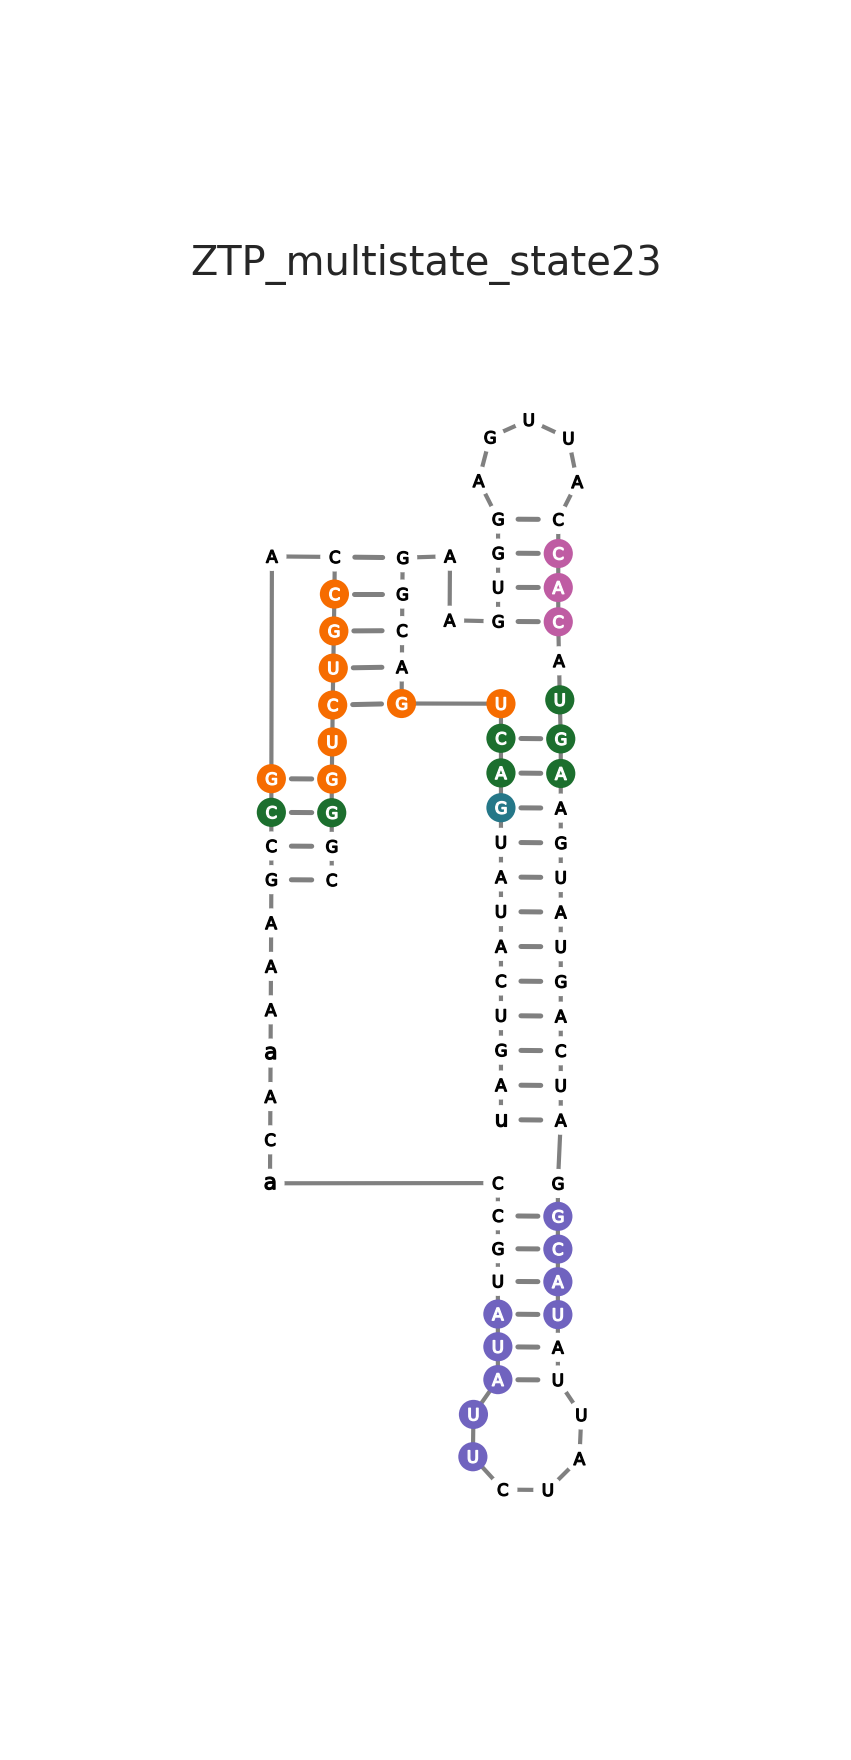 ZTP_multistate_state23
U
G U
A A
G C
G C
A C G A U A
C G
G C A G C
U A A
C G U U
U C G
G G A A
C G G A
C G U G
G C A U
A U A
A A U
A C G
a U A
A G C
C A U
u A
a C G
C G
G C
U A
A U
U A
A U
U U
U A
C U